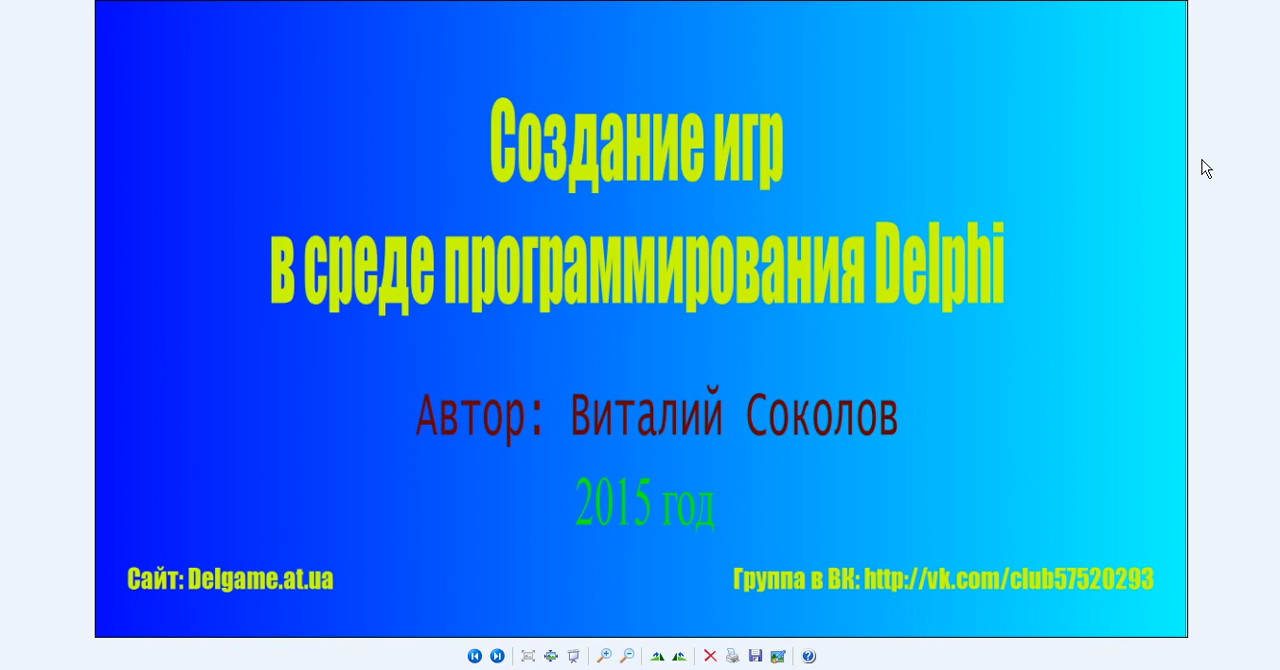 Создание игр
в среде программирования Delphi
Автор: Виталий Соколов
2015 год
Сайт: Delgame.at.ua
Группа в ВК: http://vk.com/club57520293